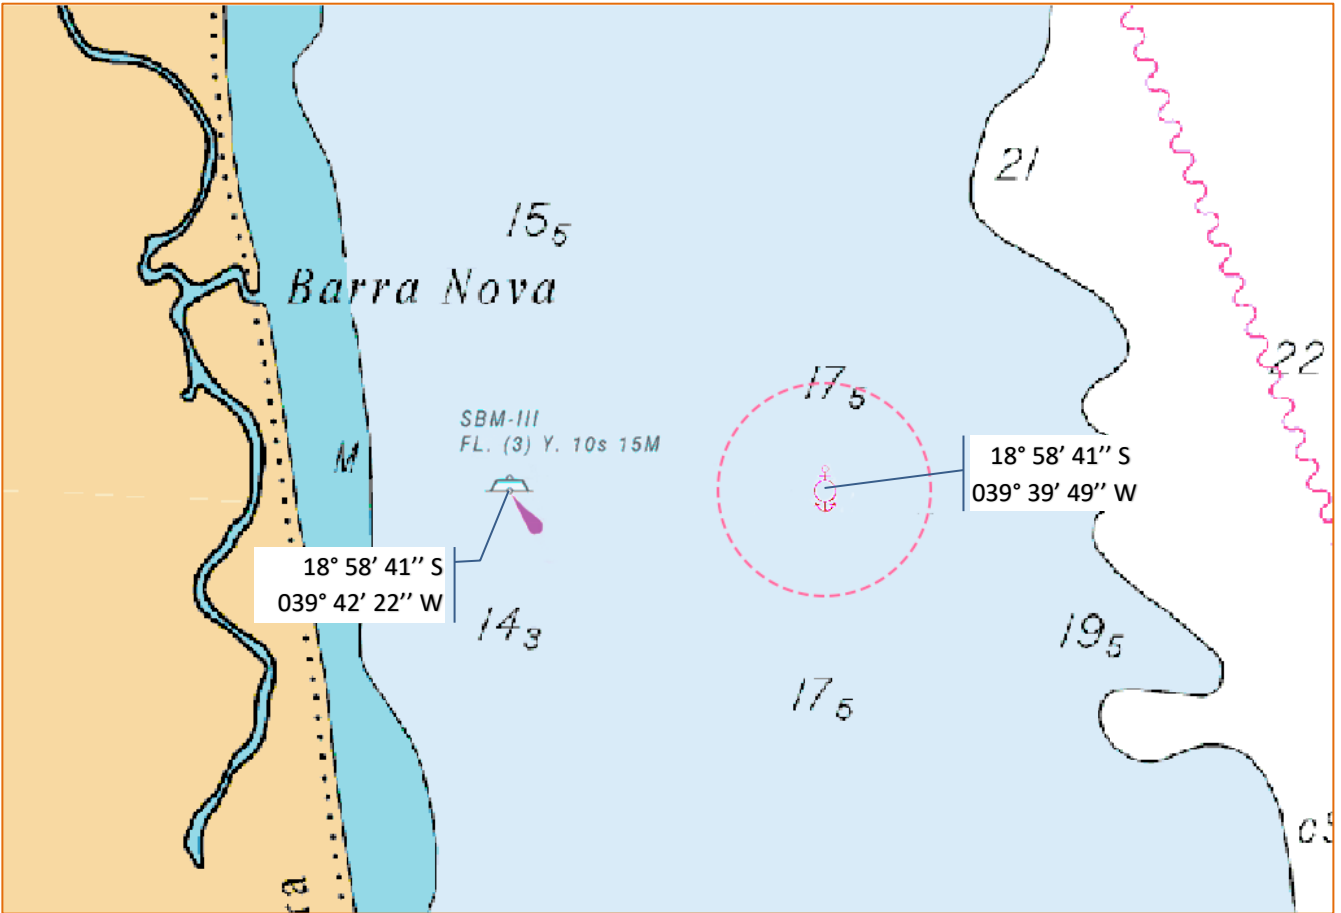 21
15₅
Barra Nova
22
17₅
SBM-III
FL. (3) Y. 10s 15M
M
18° 58’ 41’’ S
039° 39’ 49’’ W
18° 58’ 41’’ S
039° 42’ 22’’ W
14₃
19₅
17₅
ra